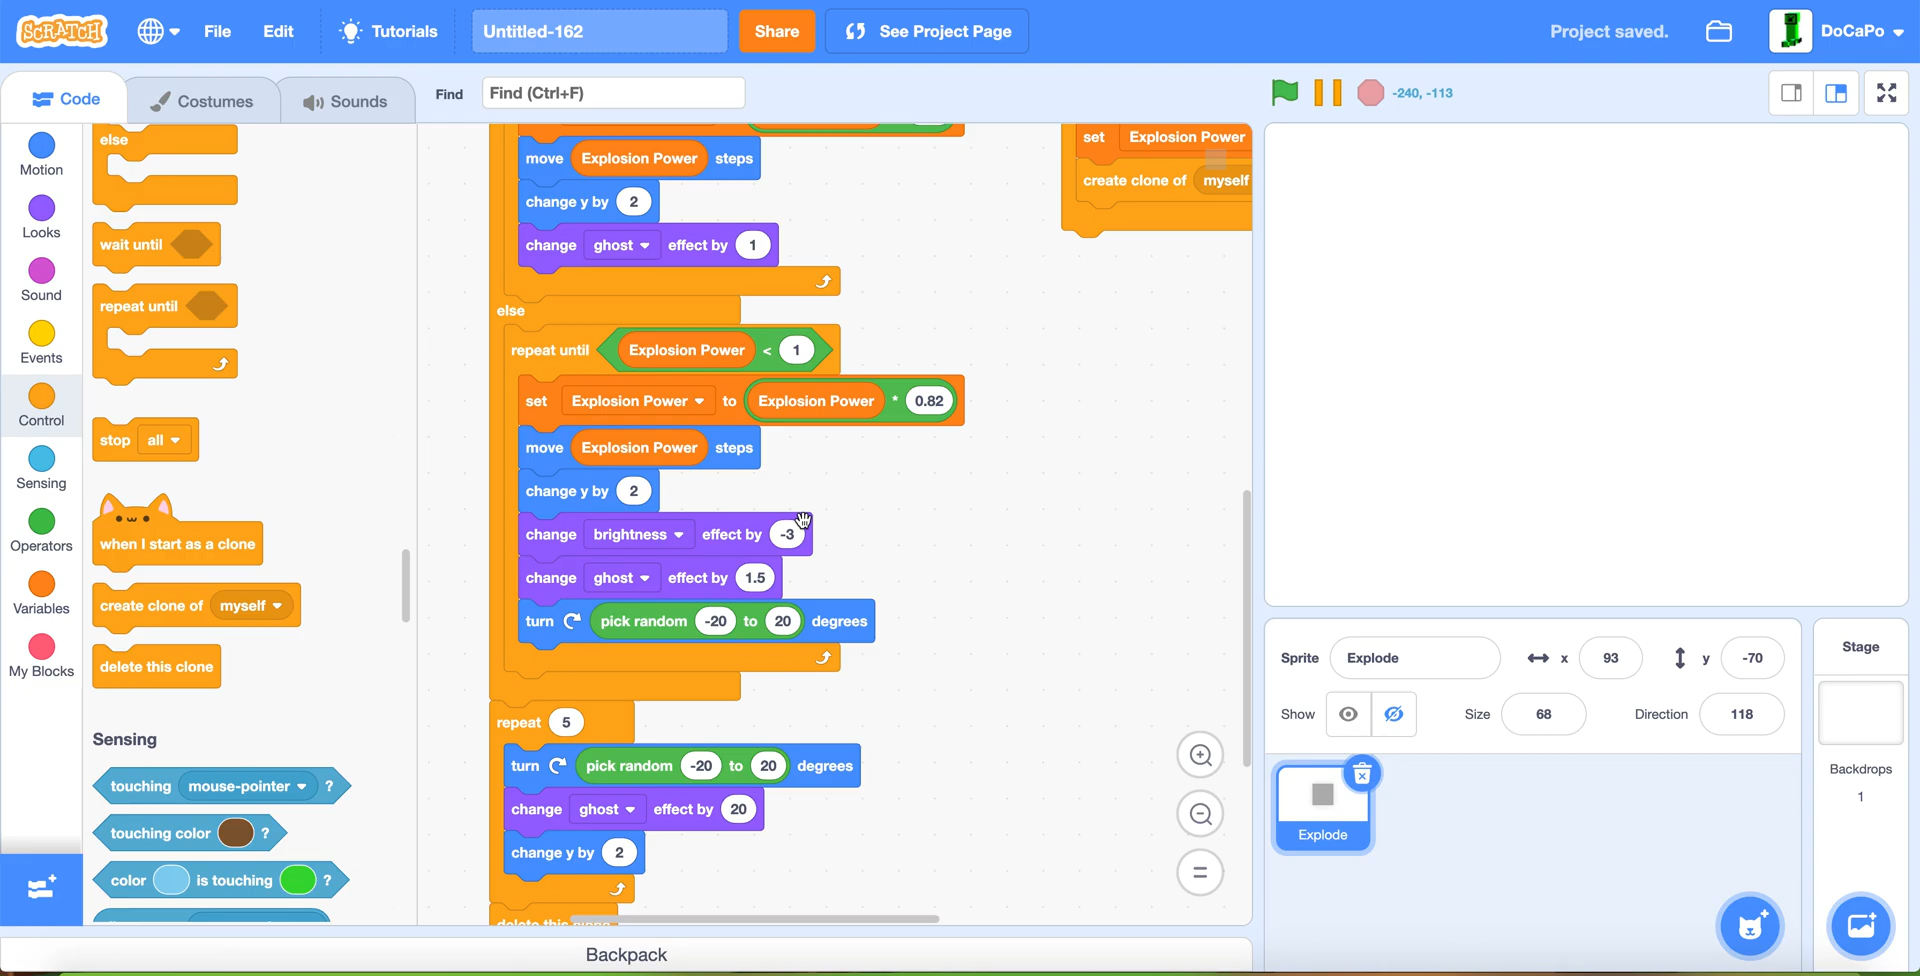 SCRATCH
File
Edit
Tutorials
Untitled-162
Share
See Project Page
Project saved.
DoCaPo
Code
Costumes
Sounds
Find
Find (Ctrl+F)
-240, -113
Motion
Looks
Sound
Events
Control
Sensing
Operators
Variables
My Blocks
else
wait until
repeat until
stop all
when I start as a clone
create clone of myself
delete this clone
Sensing
touching mouse-pointer ?
touching color ?
color is touching ?
move Explosion Power steps
change y by 2
change ghost effect by 1
else
repeat until Explosion Power < 1
set Explosion Power to Explosion Power * 0.82
move Explosion Power steps
change y by 2
change brightness effect by -3
change ghost effect by 1.5
turn pick random -20 to 20 degrees
repeat 5
turn pick random -20 to 20 degrees
change ghost effect by 20
change y by 2
delete this clone
set Explosion Power
create clone of myself
Backpack
Sprite Explode x 93 y -70
Show Size 68 Direction 118
Explode
Stage
Backdrops
1